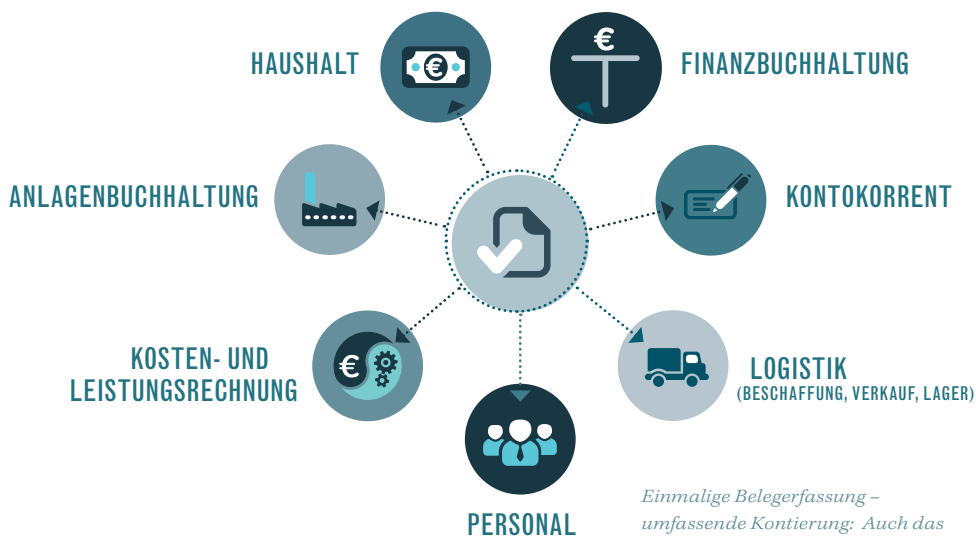 HAUSHALT
FINANZBUCHHALTUNG
ANLAGENBUCHHALTUNG
KONTOKORRENT
KOSTEN- UND
LEISTUNGSRECHNUNG
LOGISTIK
(BESCHAFFUNG, VERKAUF, LAGER)
PERSONAL
Einmalige Belegerfassung –
umfassende Kontierung: Auch das